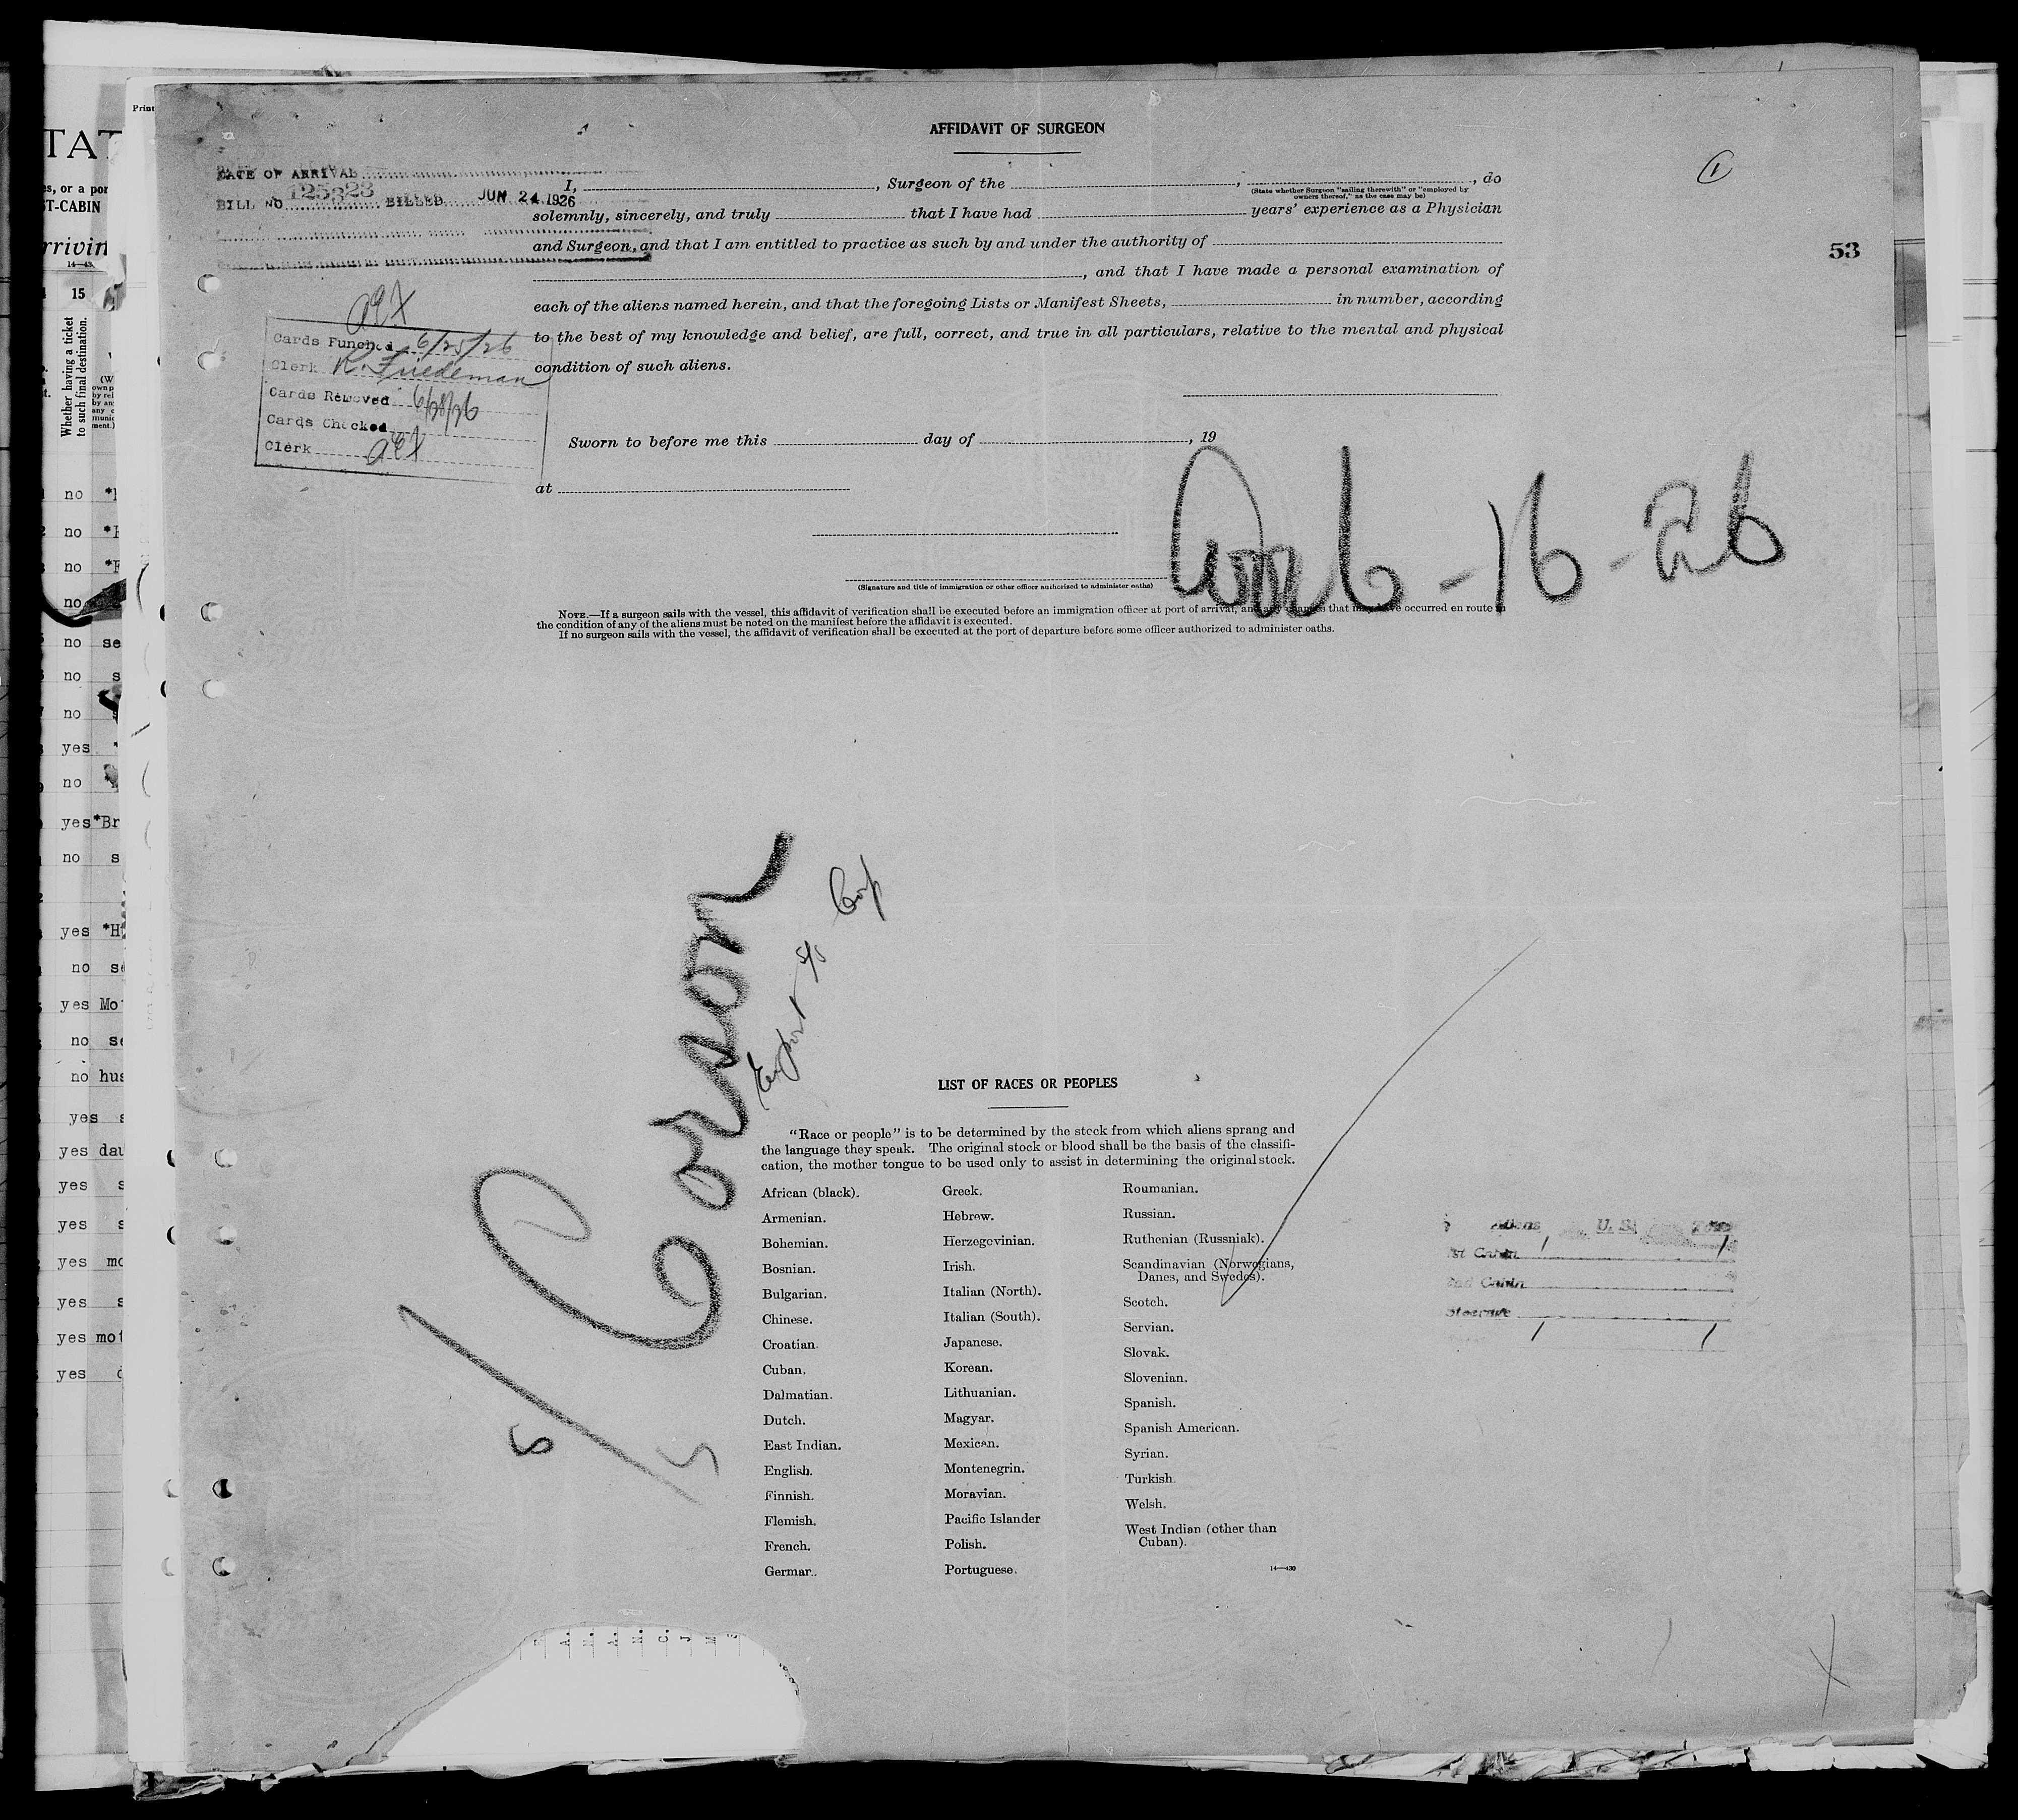 AFFIDAVIT OF SURGEON
DATE OF ARRIVAL
BILL NO 125323 BILLED JUN 24 1926
I, , Surgeon of the , , do
(State whether Surgeon "sailing therewith" or "employed by
owners thereof," as the case may be)
solemnly, sincerely, and truly that I have had years' experience as a Physician
and Surgeon, and that I am entitled to practice as such by and under the authority of
, and that I have made a personal examination of
each of the aliens named herein, and that the foregoing Lists or Manifest Sheets, in number, according
to the best of my knowledge and belief, are full, correct, and true in all particulars, relative to the mental and physical
condition of such aliens.
1
53
Cards Punched 6/25/26
Clerk R. Friedeman
Cards Removed 6/28/26
Cards Checked
Clerk
Sworn to before me this day of , 19
at
6-16-26
(Signature and title of immigration or other officer authorized to administer oaths)
NOTE.—If a surgeon sails with the vessel, this affidavit of verification shall be executed before an immigration officer at port of arrival, and any changes that may have occurred en route in
the condition of any of the aliens must be noted on the manifest before the affidavit is executed.
If no surgeon sails with the vessel, the affidavit of verification shall be executed at the port of departure before some officer authorized to administer oaths.
S/S Corson
Export S/S Corp
LIST OF RACES OR PEOPLES
"Race or people" is to be determined by the stock from which aliens sprang and
the language they speak. The original stock or blood shall be the basis of the classifi-
cation, the mother tongue to be used only to assist in determining the original stock.
African (black).
Armenian.
Bohemian.
Bosnian.
Bulgarian.
Chinese.
Croatian.
Cuban.
Dalmatian.
Dutch.
East Indian.
English.
Finnish.
Flemish.
French.
German.
Greek.
Hebrew.
Herzegovinian.
Irish.
Italian (North).
Italian (South).
Japanese.
Korean.
Lithuanian.
Magyar.
Mexican.
Montenegrin.
Moravian.
Pacific Islander
Polish.
Portuguese.
Roumanian.
Russian.
Ruthenian (Russniak).
Scandinavian (Norwegians,
Danes, and Swedes).
Scotch.
Servian.
Slovak.
Slovenian.
Spanish.
Spanish American.
Syrian.
Turkish.
Welsh.
West Indian (other than
Cuban).
14—430
Aliens U. S. Total
1st Cabin 1 1
2nd Cabin
Steerage
1 1
Print
ST-CABIN
15
Whether having a ticket
to such final destination.
no
no
no
no
no se
no s
no
yes
no
yes *Br
no s
yes *H
no se
yes Mo
no se
no hus
yes s
yes dau
yes s
yes s
yes mo
yes s
yes mot
yes